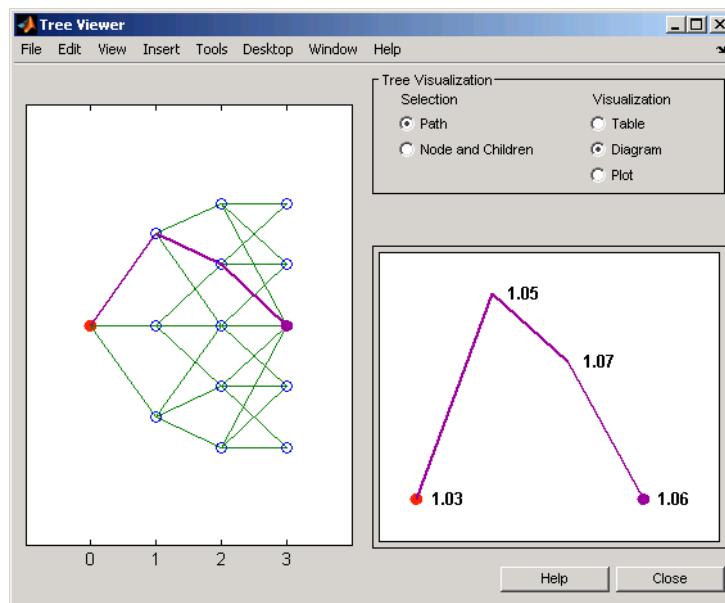 Tree Viewer
File Edit View Insert Tools Desktop Window Help
Tree Visualization
Selection Visualization
Path Table
Node and Children Diagram
Plot
1.05
1.07
1.03 1.06
0 1 2 3
Help Close